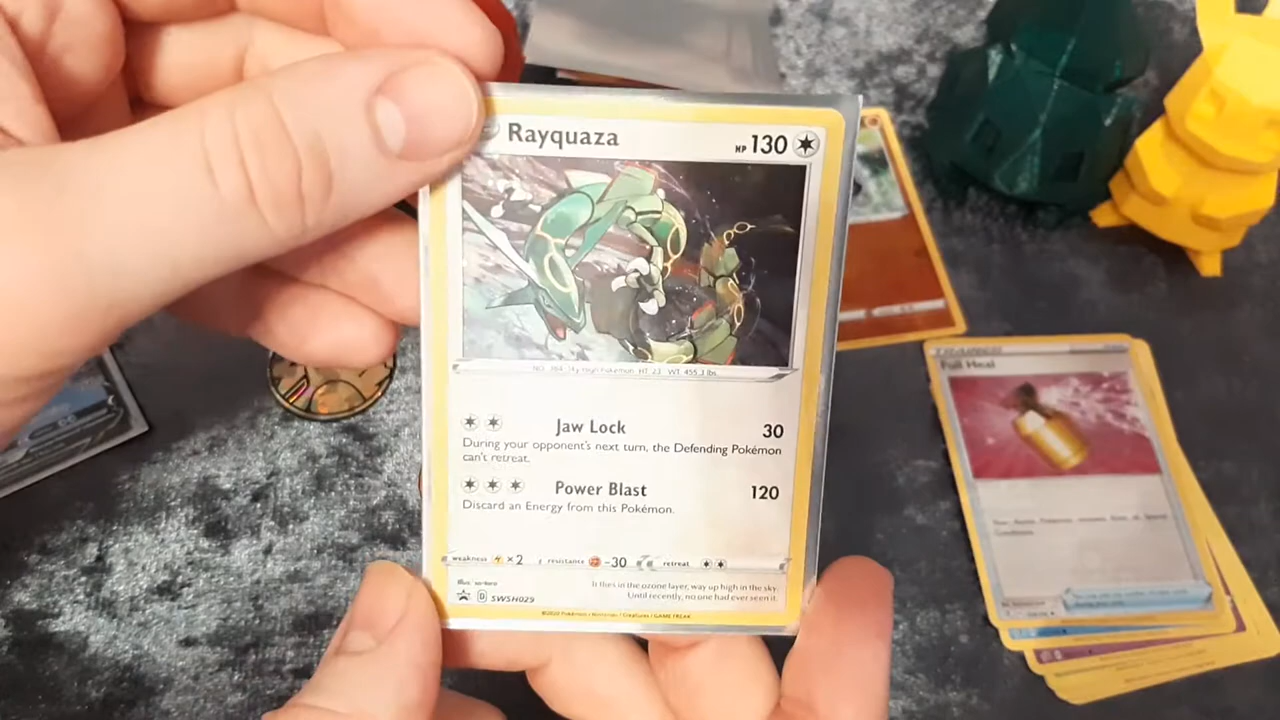 Rayquaza
HP 130
NO. 384 Sky High Pokémon HT: 23' WT: 455.3 lbs.
Jaw Lock 30
During your opponent's next turn, the Defending Pokémon
can't retreat.
Power Blast 120
Discard an Energy from this Pokémon.
weakness ×2 resistance -30 retreat
Illus.
It flies in the ozone layer, way up high in the sky.
Until recently, no one had ever seen it.
D SWSH029
©2020 Pokémon / Nintendo / Creatures / GAME FREAK
Full Heal